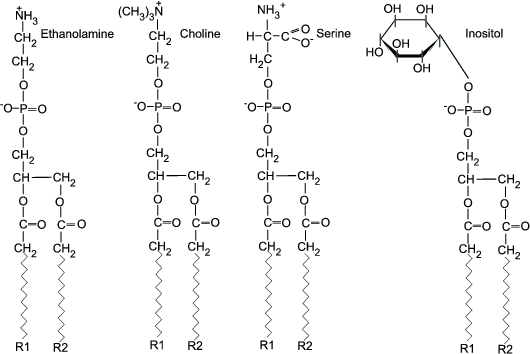 +
NH3 Ethanolamine
CH2
CH2
O
-O-P=O
O
CH2
CH—CH2
O O
C=O C=O
CH2 CH2
R1 R2
+
(CH3)3N Choline
CH2
CH2
O
-O-P=O
O
CH2
CH—CH2
O O
C=O C=O
CH2 CH2
R1 R2
NH3+
H-C-C O O- Serine
H2C
O
-O-P=O
O
CH2
CH—CH2
O O
C=O C=O
CH2 CH2
R1 R2
OH OH Inositol
OH
HO OH
O
-O-P=O
O
CH2
CH—CH2
O O
C=O C=O
CH2 CH2
R1 R2